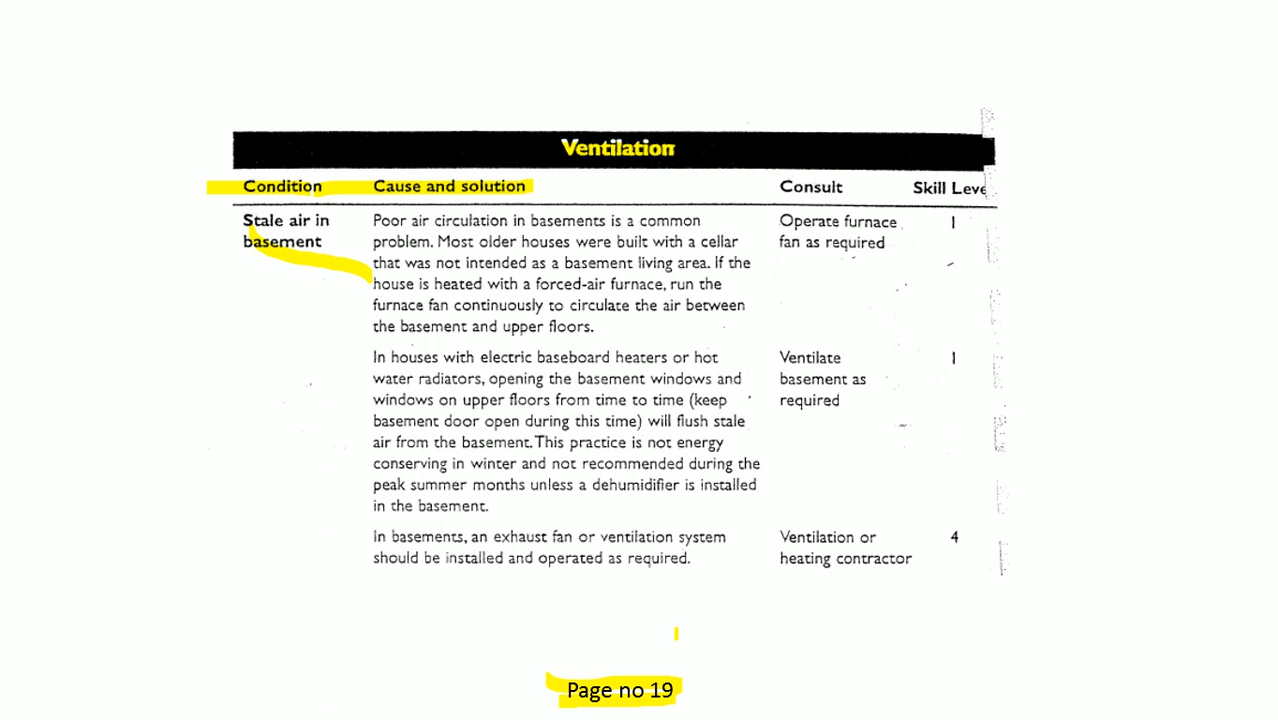 Ventilation
Condition Cause and solution Consult Skill Leve
Stale air in Poor air circulation in basements is a common Operate furnace 1
basement problem. Most older houses were built with a cellar fan as required
that was not intended as a basement living area. If the
house is heated with a forced-air furnace, run the
furnace fan continuously to circulate the air between
the basement and upper floors.
In houses with electric baseboard heaters or hot Ventilate 1
water radiators, opening the basement windows and basement as
windows on upper floors from time to time (keep required
basement door open during this time) will flush stale
air from the basement. This practice is not energy
conserving in winter and not recommended during the
peak summer months unless a dehumidifier is installed
in the basement.
In basements, an exhaust fan or ventilation system Ventilation or 4
should be installed and operated as required. heating contractor
Page no 19